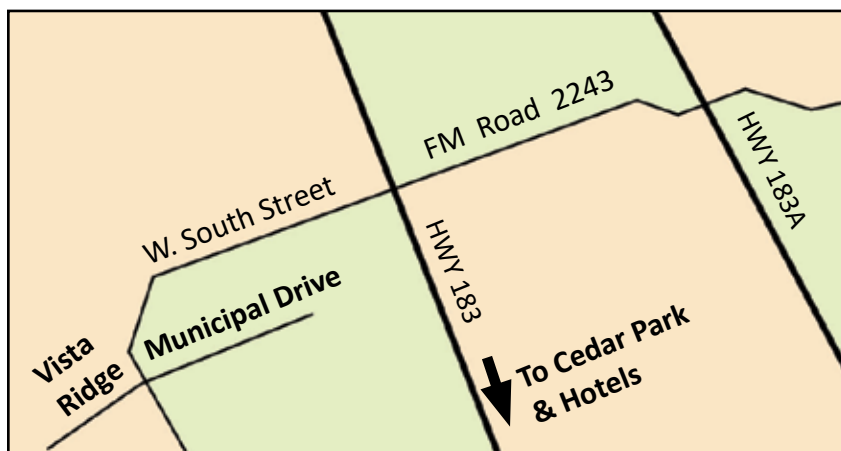 FM Road 2243
HWY 183A
W. South Street
HWY 183
Municipal Drive
Vista
Ridge
To Cedar Park
& Hotels